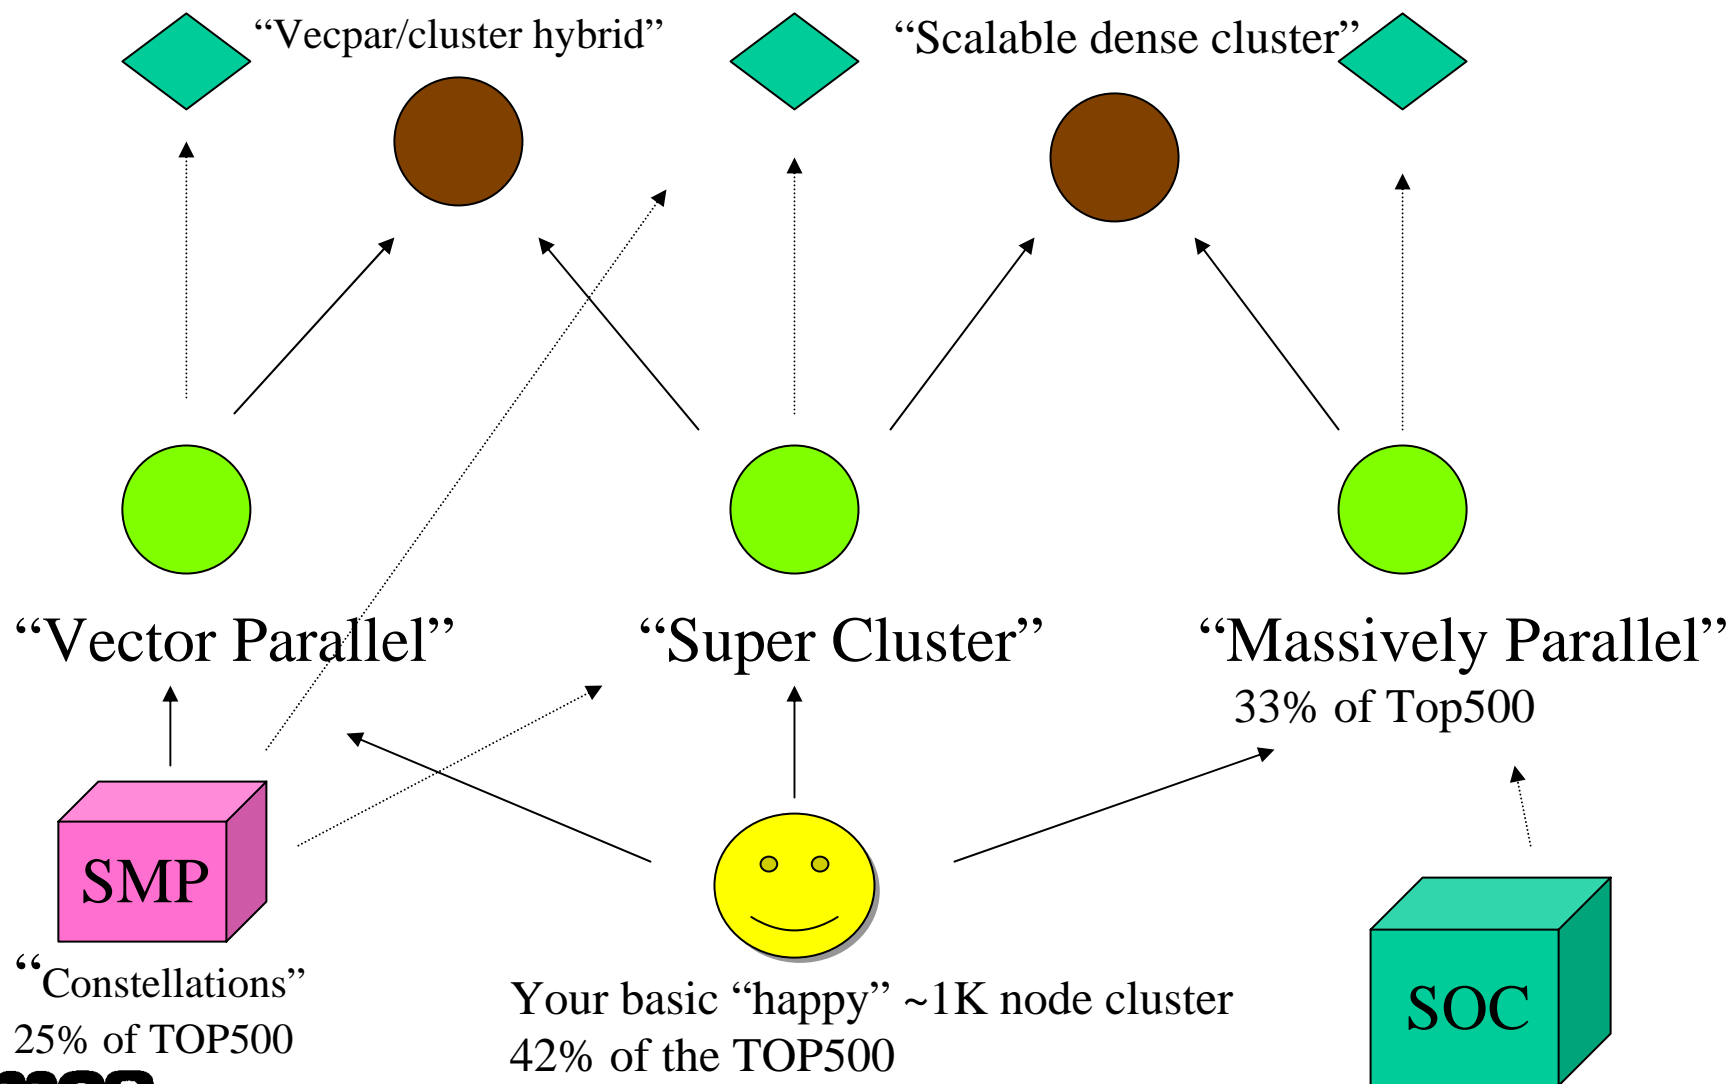 “Vecpar/cluster hybrid”
“Scalable dense cluster”
“Vector Parallel”
“Super Cluster”
“Massively Parallel”
33% of Top500
SMP
“Constellations”
25% of TOP500
Your basic “happy” ~1K node cluster
42% of the TOP500
SOC